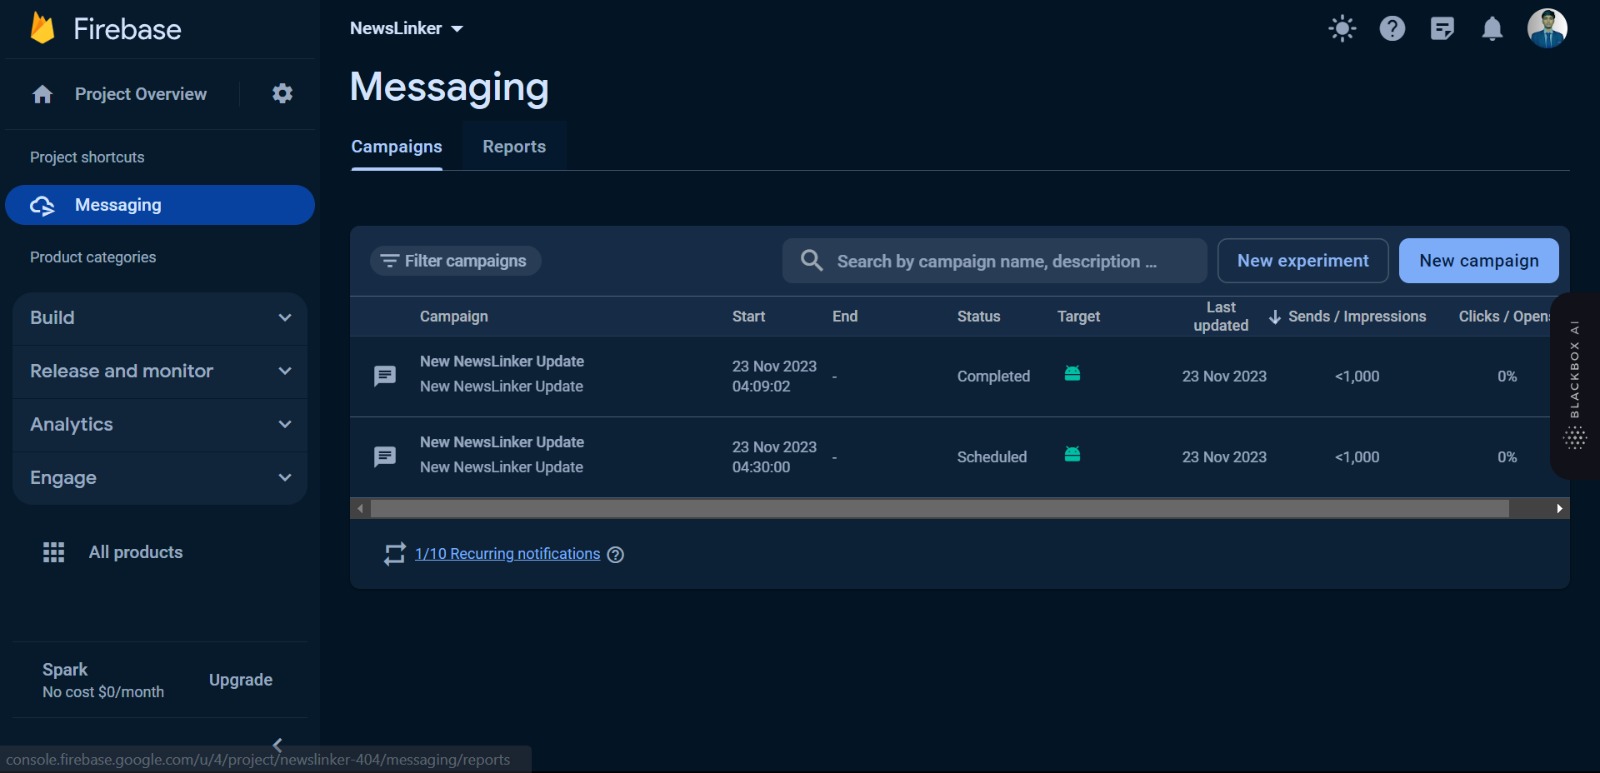 Firebase
NewsLinker
Project Overview
Messaging
Campaigns
Reports
Project shortcuts
Messaging
Product categories
Build
Release and monitor
Analytics
Engage
All products
Spark
No cost $0/month
Upgrade
Filter campaigns
Search by campaign name, description ...
New experiment
New campaign
Campaign Start End Status Target Last updated Sends / Impressions Clicks / Opens
New NewsLinker Update
New NewsLinker Update
23 Nov 2023
04:09:02
-
Completed
23 Nov 2023
<1,000
0%
New NewsLinker Update
New NewsLinker Update
23 Nov 2023
04:30:00
-
Scheduled
23 Nov 2023
<1,000
0%
1/10 Recurring notifications
BLACKBOX AI
console.firebase.google.com/u/4/project/newslinker-404/messaging/reports